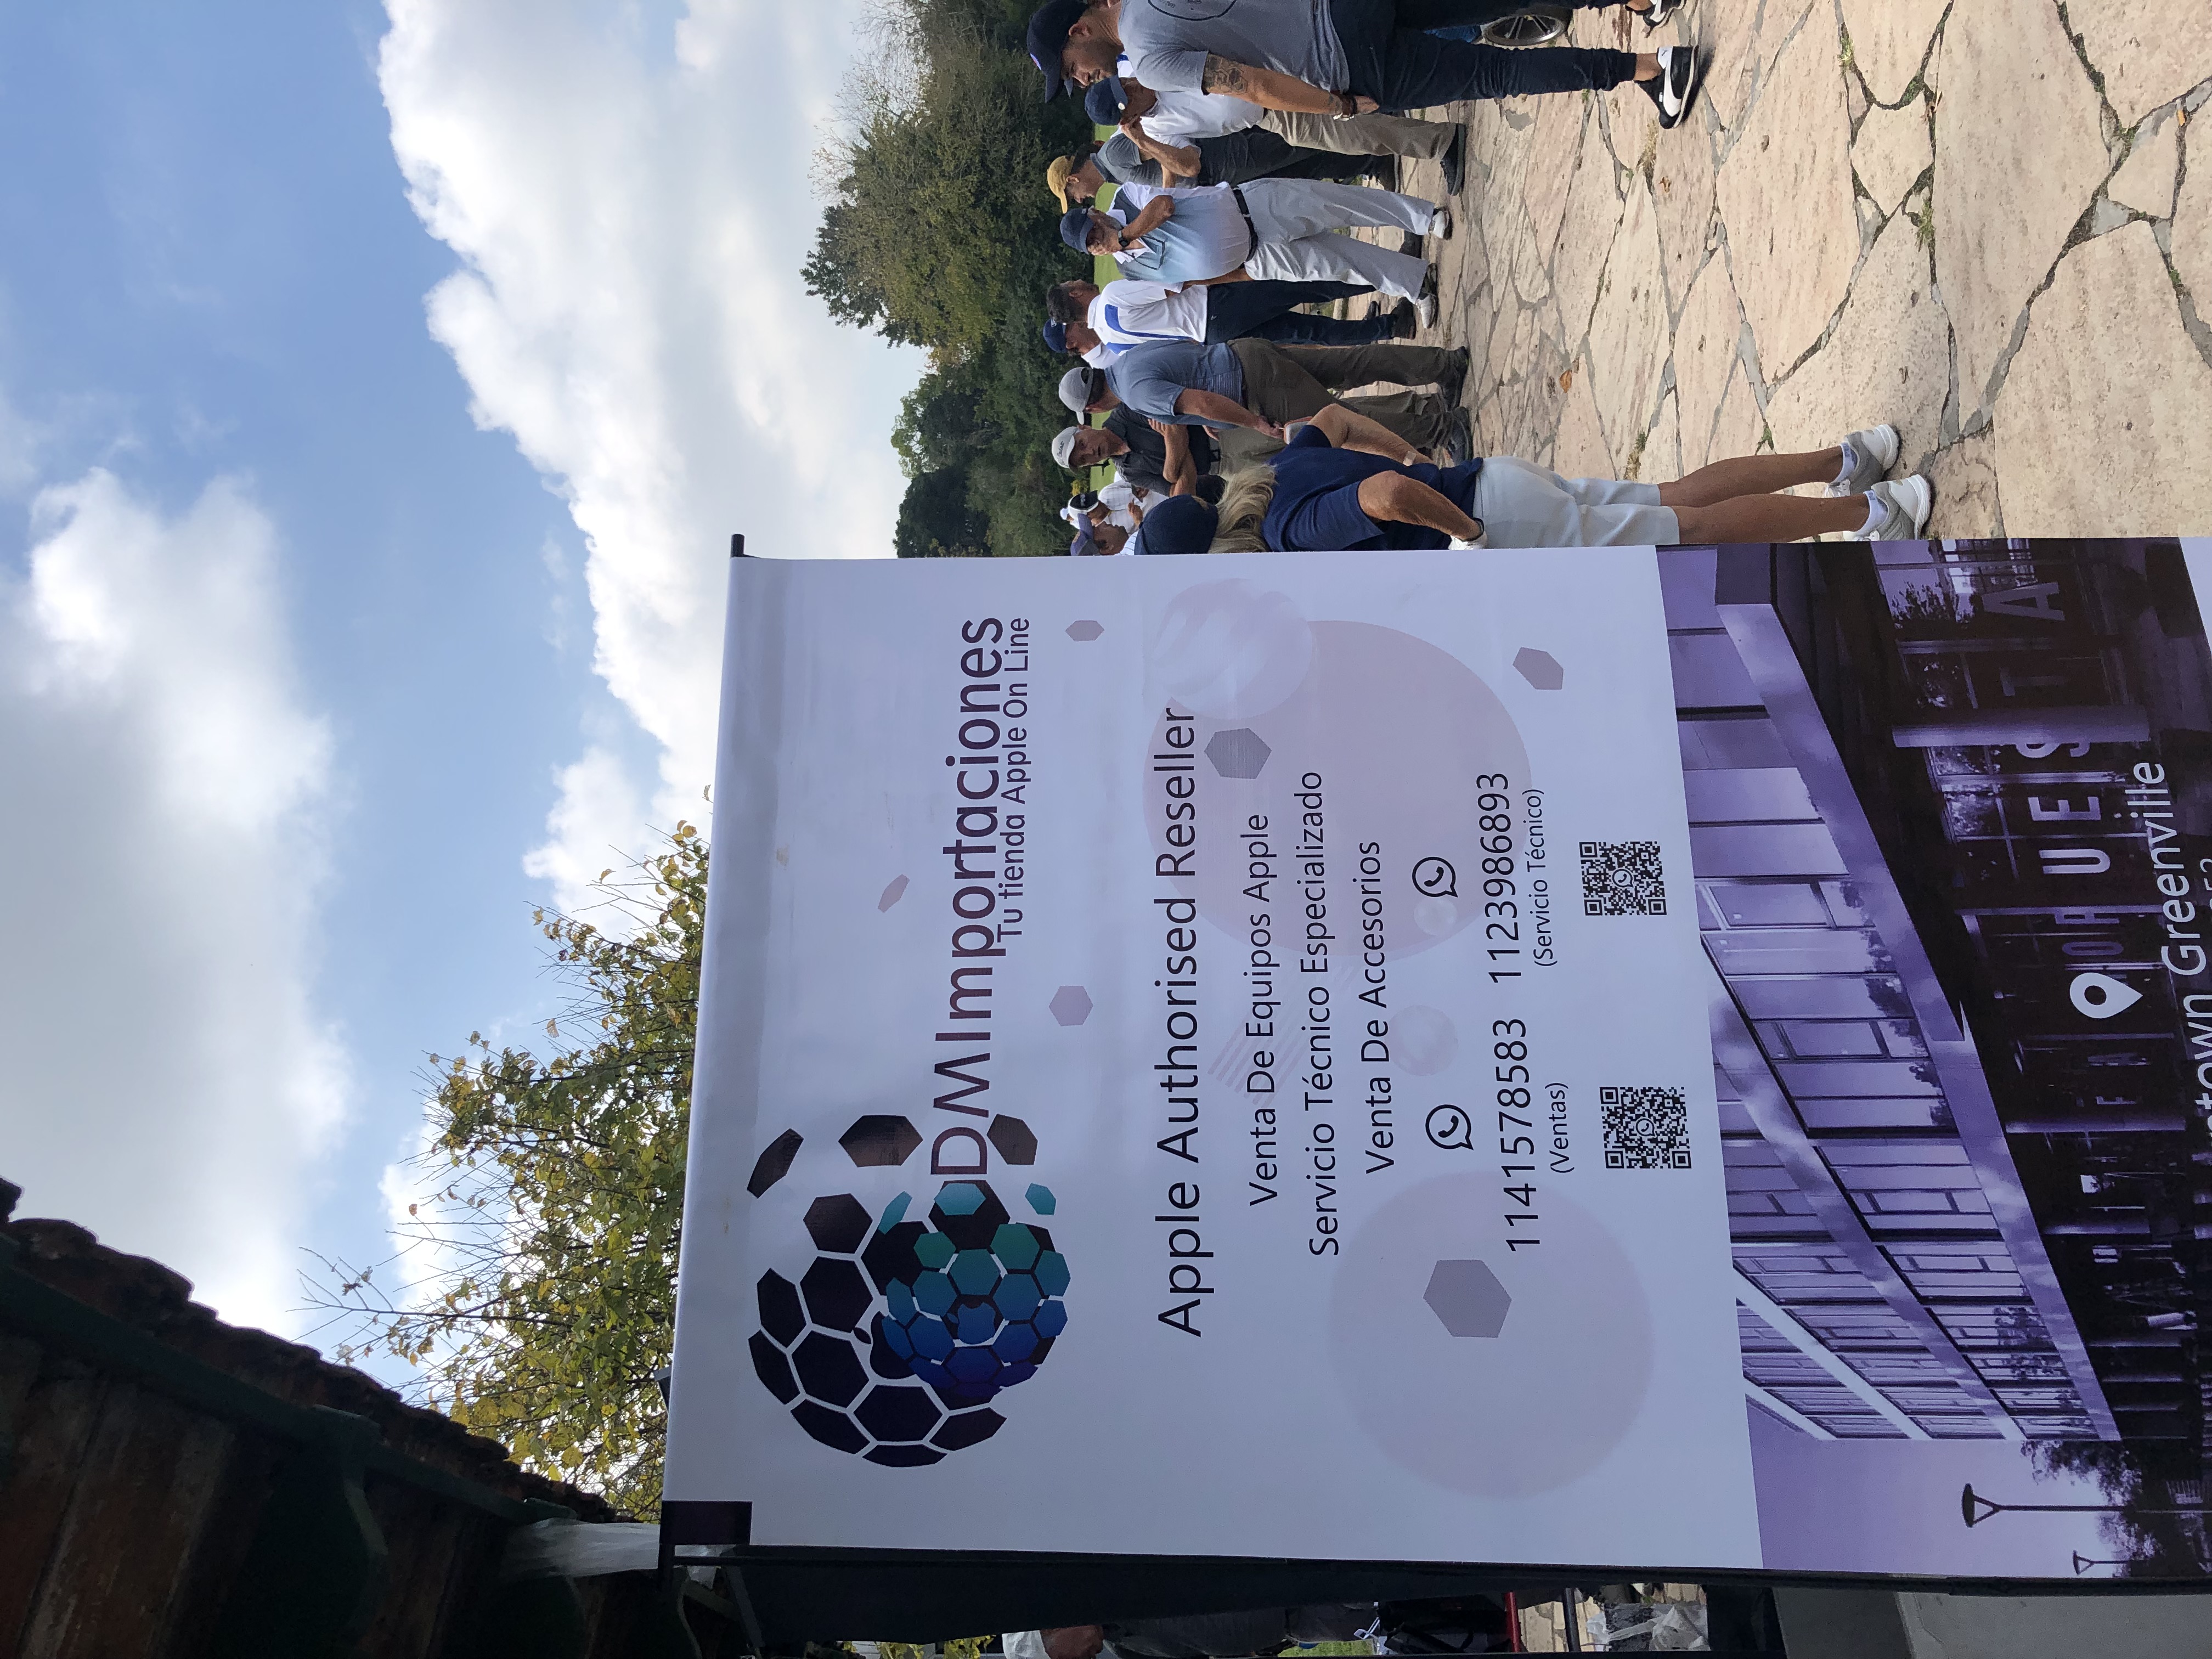 DMImportaciones
Tu tienda Apple On Line
Apple Authorised Reseller
Venta De Equipos Apple
Servicio Técnico Especializado
Venta De Accesorios
1141578583 1123986893
(Ventas) (Servicio Técnico)
Greenville